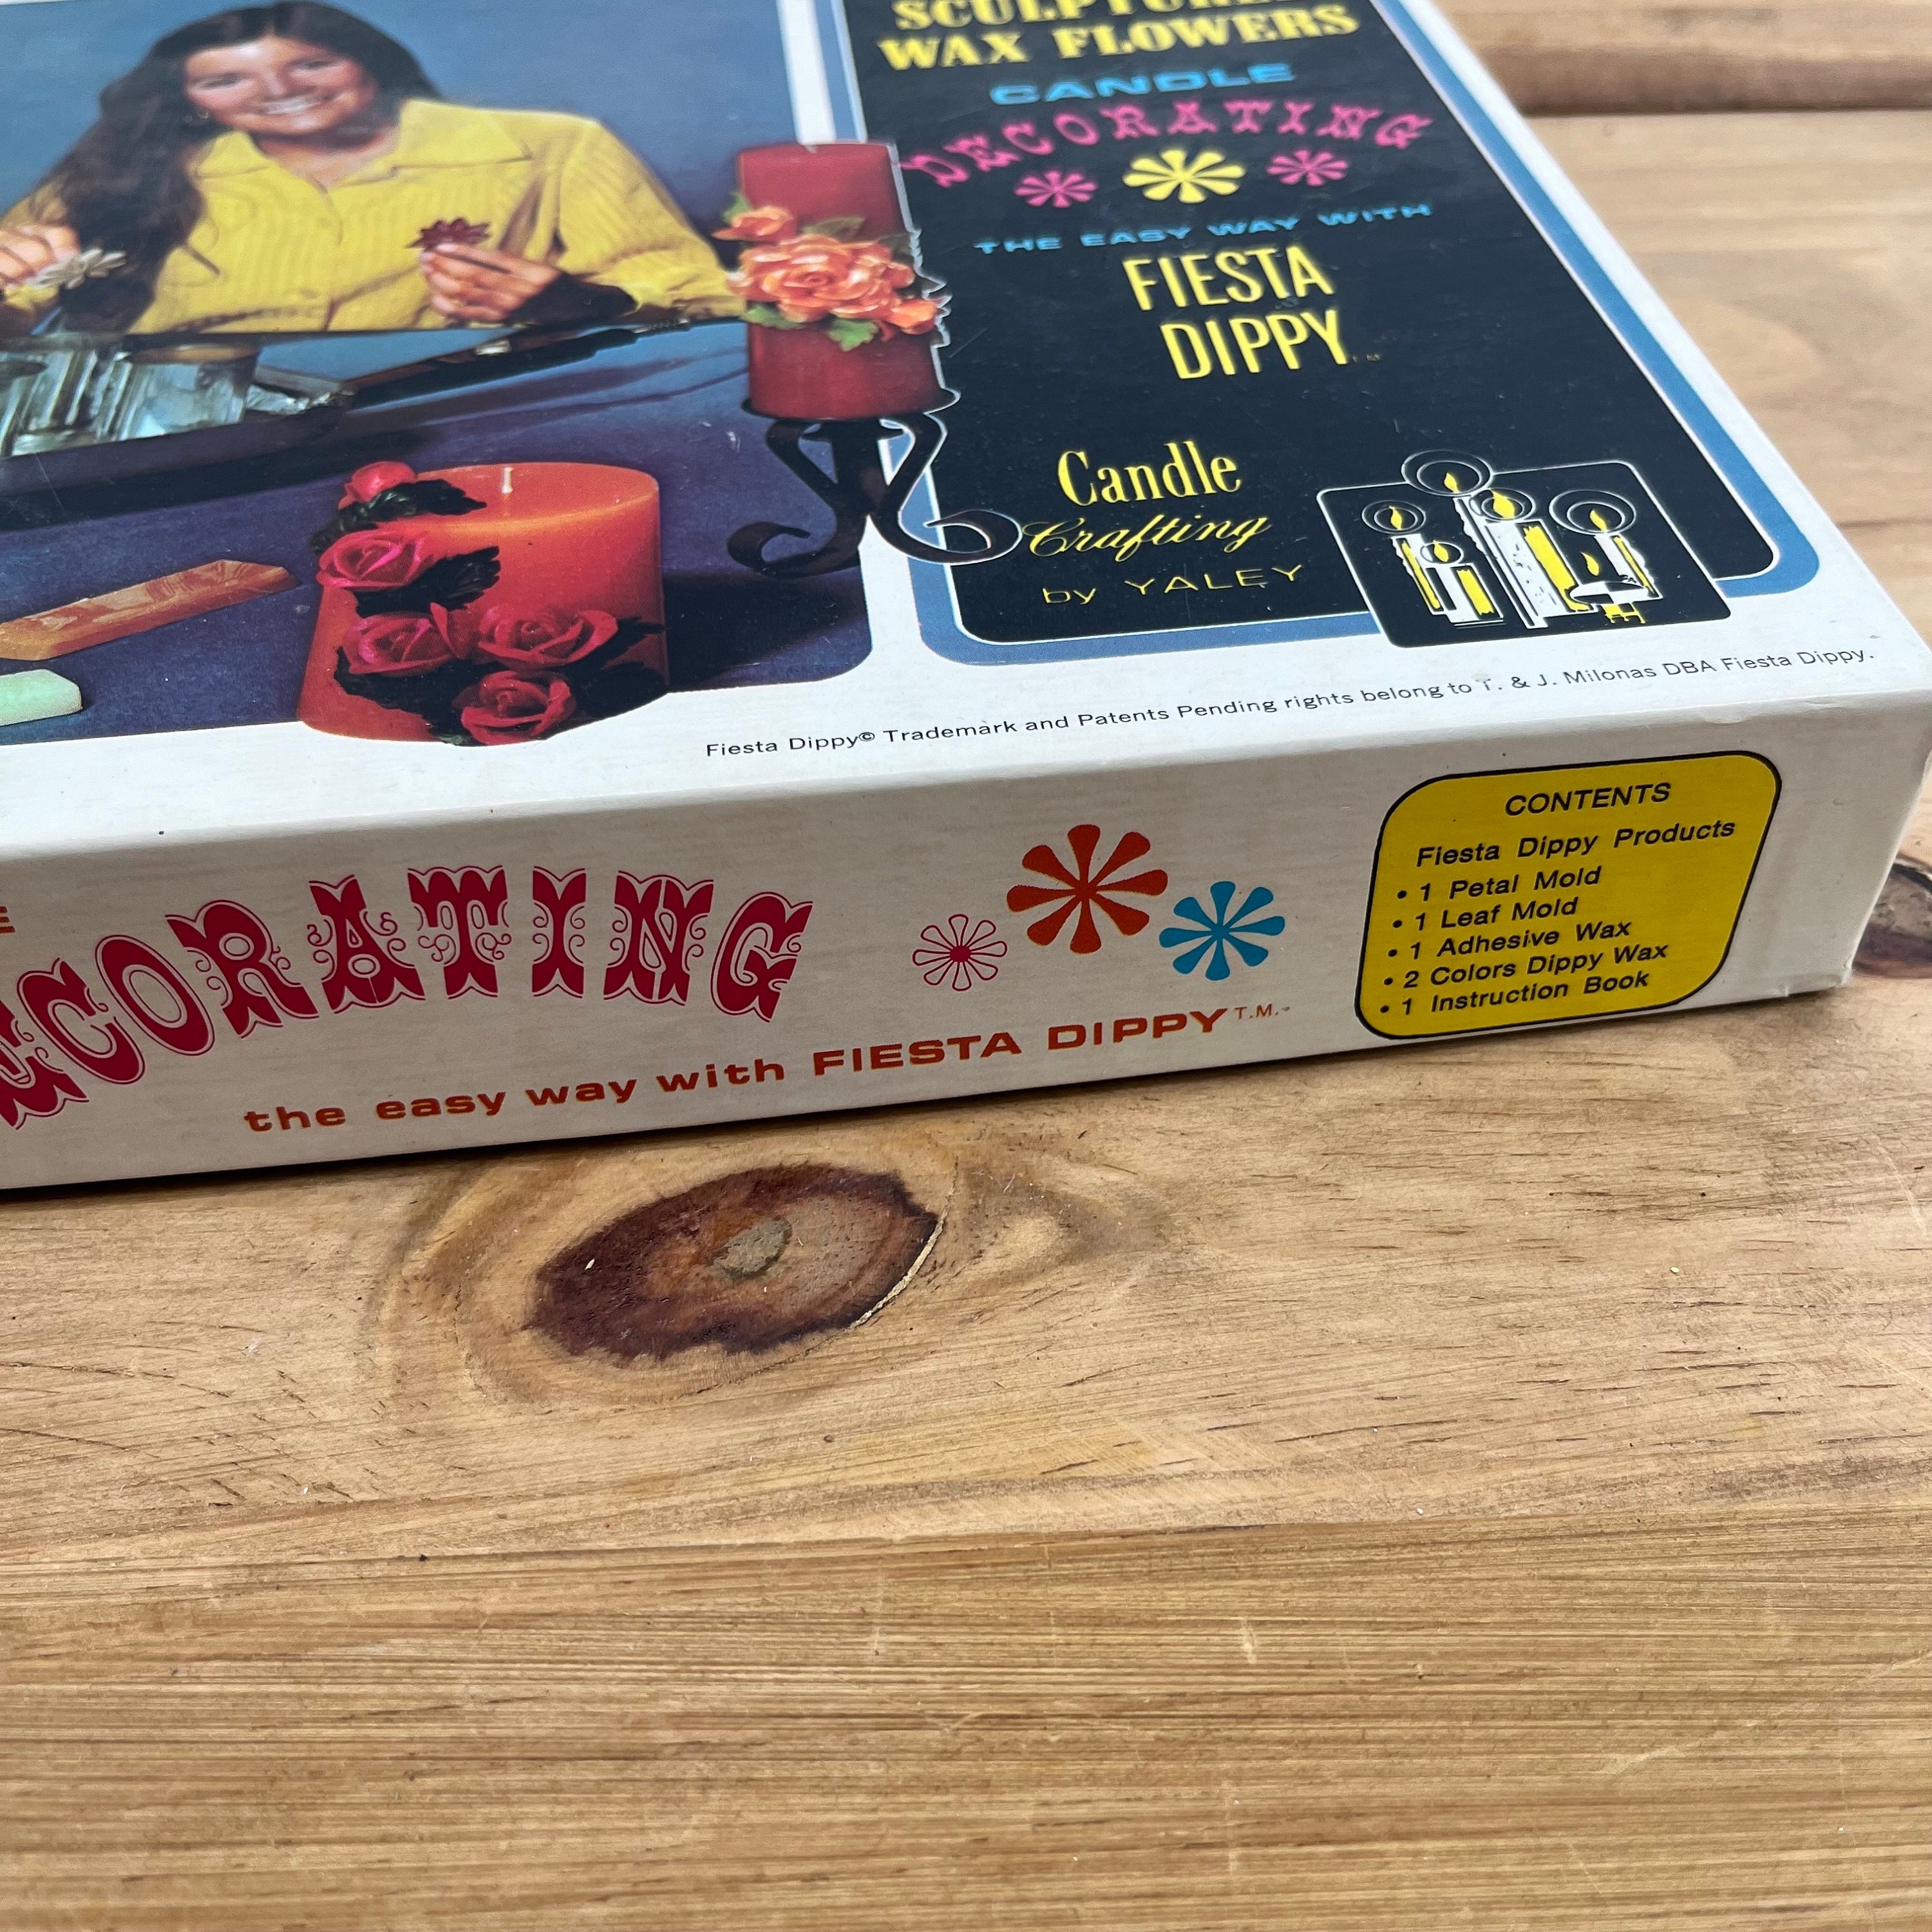 WAX FLOWERS
CANDLE
DECORATING
THE EASY WAY WITH
FIESTA
DIPPY T.M.
Candle
Crafting
by YALEY
Fiesta Dippy© Trademark and Patents Pending rights belong to T. & J. Milonas DBA Fiesta Dippy.
ECORATING
the easy way with FIESTA DIPPY T.M.
CONTENTS
Fiesta Dippy Products
• 1 Petal Mold
• 1 Leaf Mold
• 1 Adhesive Wax
• 2 Colors Dippy Wax
• 1 Instruction Book